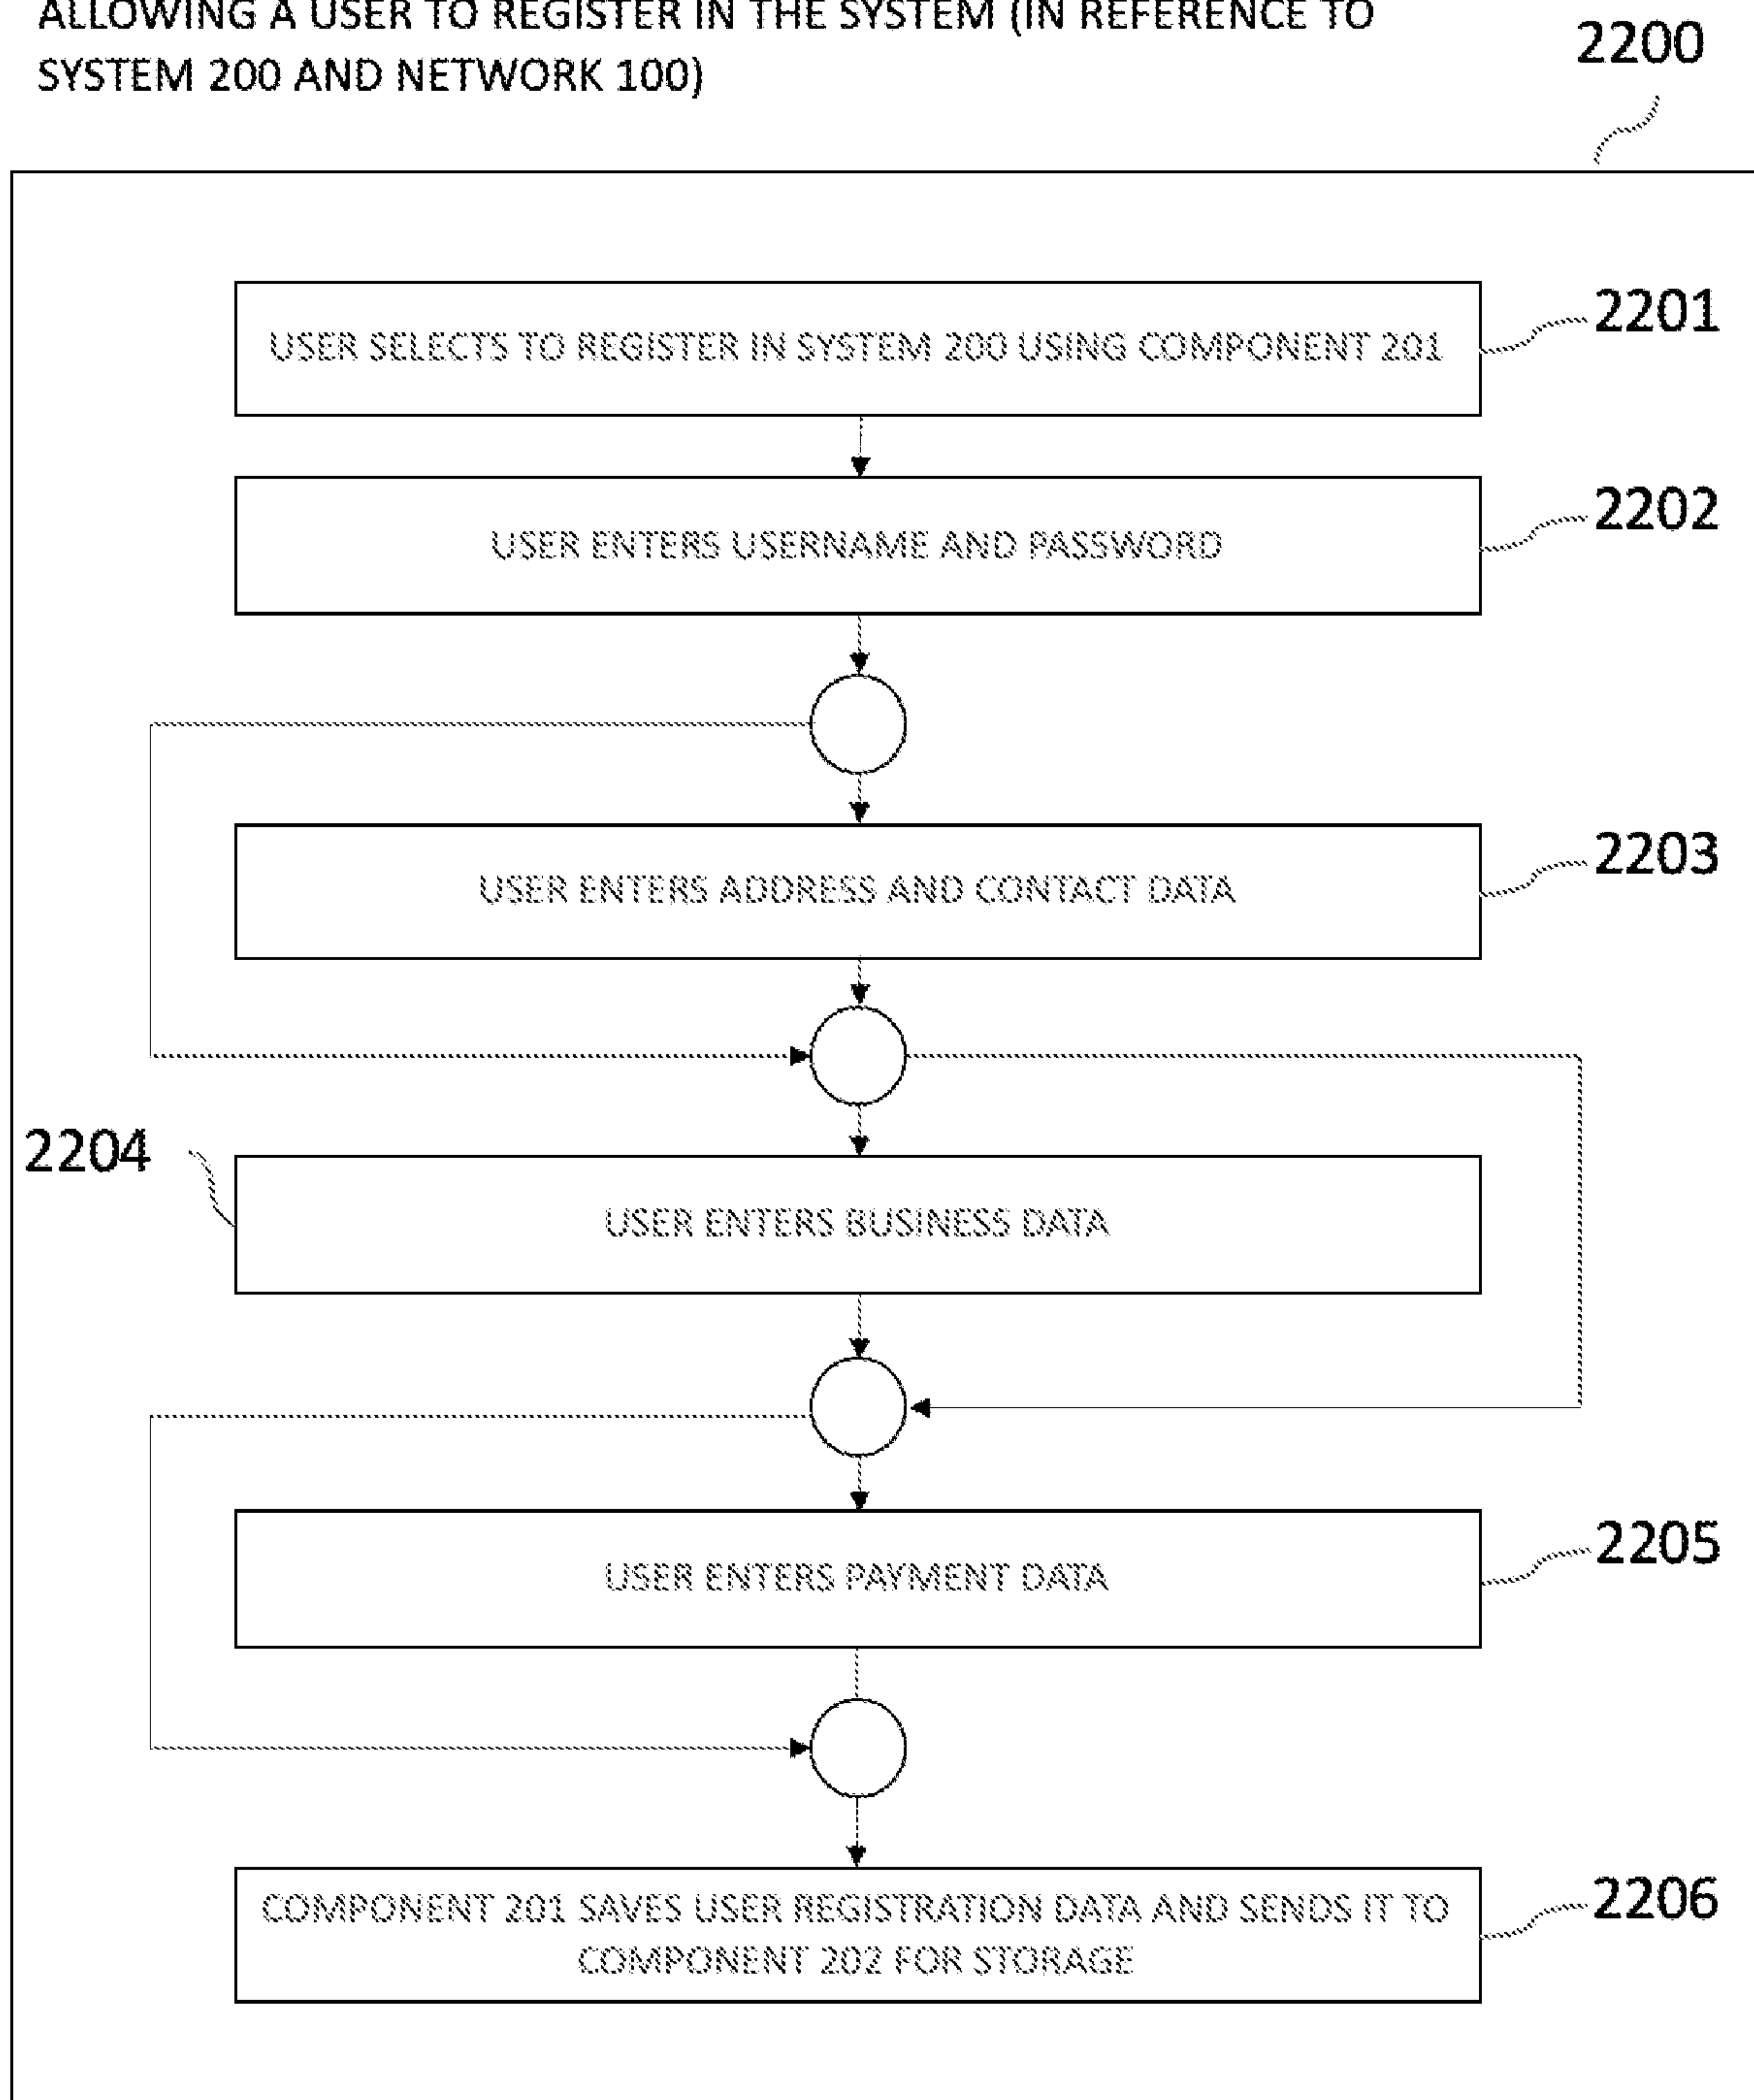 ALLOWING A USER TO REGISTER IN THE SYSTEM (IN REFERENCE TO
SYSTEM 200 AND NETWORK 100)
2200
USER SELECTS TO REGISTER IN SYSTEM 200 USING COMPONENT 201
2201
USER ENTERS USERNAME AND PASSWORD
2202
USER ENTERS ADDRESS AND CONTACT DATA
2203
2204
USER ENTERS BUSINESS DATA
USER ENTERS PAYMENT DATA
2205
COMPONENT 201 SAVES USER REGISTRATION DATA AND SENDS IT TO
COMPONENT 202 FOR STORAGE
2206